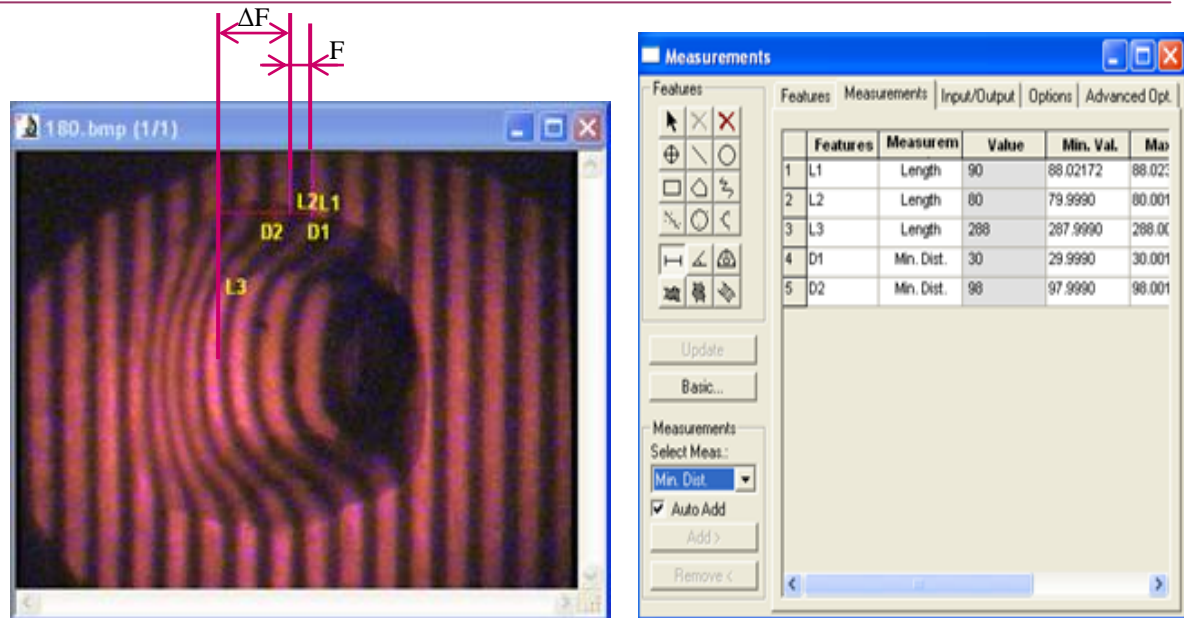 ΔF
F
180.bmp (1/1)
L2L1
D2 D1
L3
Measurements
Features
Update
Basic...
Measurements
Select Meas.:
Min. Dist.
Auto Add
Add >
Remove <
Features Measurements Input/Output Options Advanced Opt.
Features Measurem Value Min. Val. Max
1 L1 Length 90 88.02172 88.023
2 L2 Length 80 79.9990 80.001
3 L3 Length 288 287.9990 288.00
4 D1 Min. Dist. 30 29.9990 30.001
5 D2 Min. Dist. 98 97.9990 98.001